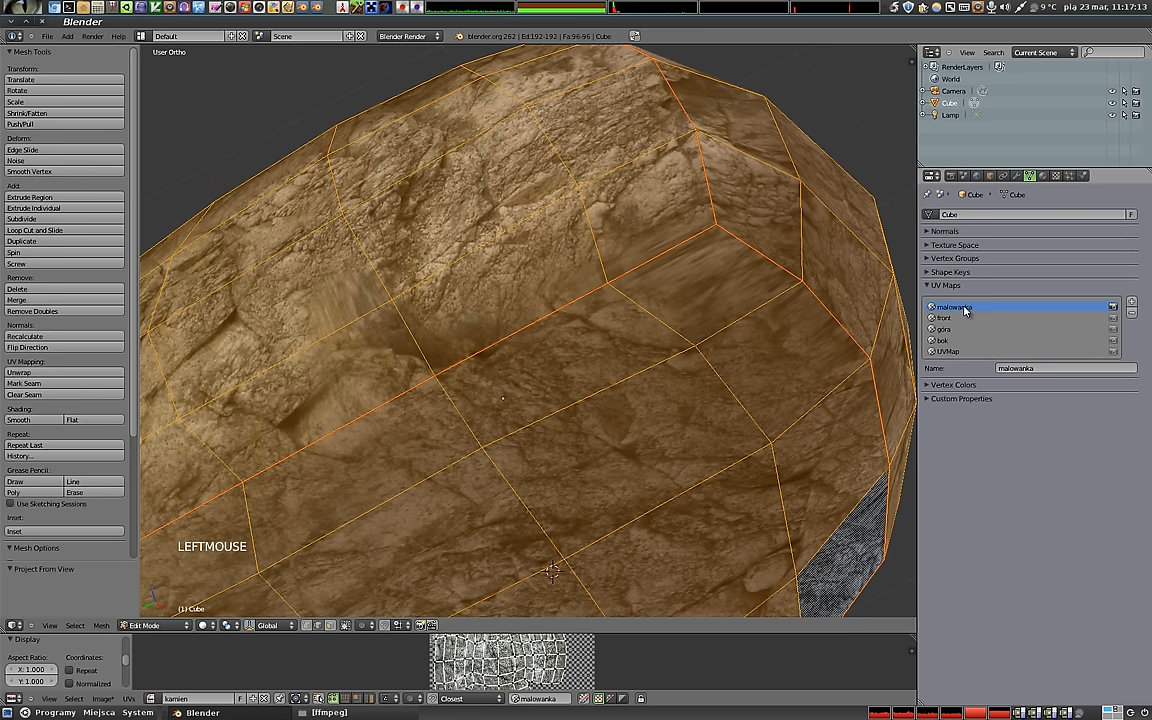 9 °C pią 23 mar, 11:17:13
Blender
File Add Render Help Default Scene Blender Render blender.org 262 | Ed:192-192 | Fa:96-96 | Cube
View Search Current Scene
Mesh Tools
User Ortho
Transform:
Translate
Rotate
Scale
Shrink/Fatten
Push/Pull
Deform:
Edge Slide
Noise
Smooth Vertex
Add:
Extrude Region
Extrude Individual
Subdivide
Loop Cut and Slide
Duplicate
Spin
Screw
Remove:
Delete
Merge
Remove Doubles
Normals:
Recalculate
Flip Direction
UV Mapping:
Unwrap
Mark Seam
Clear Seam
Shading:
Smooth Flat
Repeat:
Repeat Last
History...
Grease Pencil:
Draw Line
Poly Erase
Use Sketching Sessions
Inset:
Inset
Mesh Options
Project From View
LEFTMOUSE
(1) Cube
RenderLayers
World
Camera
Cube
Lamp
Cube Cube
Cube F
Normals
Texture Space
Vertex Groups
Shape Keys
UV Maps
malowanka
front
góra
bok
UVMap
Name: malowanka
Vertex Colors
Custom Properties
View Select Mesh Edit Mode Global
Display
Aspect Ratio: Coordinates:
X: 1.000 Repeat
Y: 1.000 Normalized
View Select Image* UVs kamien F Closest malowanka
Programy Miejsca System Blender [ffmpeg]